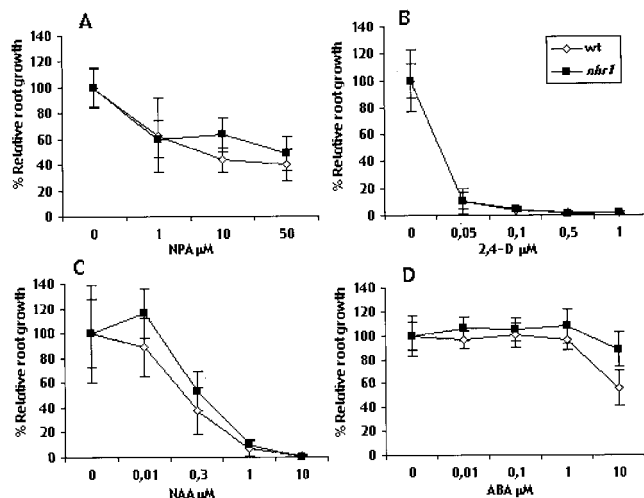 A
% Relative root growth
140
120
100
80
60
40
20
0
0 1 10 50
NPA µM
B
% Relative root growth
140
120
100
80
60
40
20
0
0 0,05 0,1 0,5 1
2,4-D µM
wt
nhr1
C
% Relative root growth
140
120
100
80
60
40
20
0
0 0,01 0,3 1 10
NAA µM
D
% Relative root growth
140
120
100
80
60
40
20
0
0 0,01 0,1 1 10
ABA µM